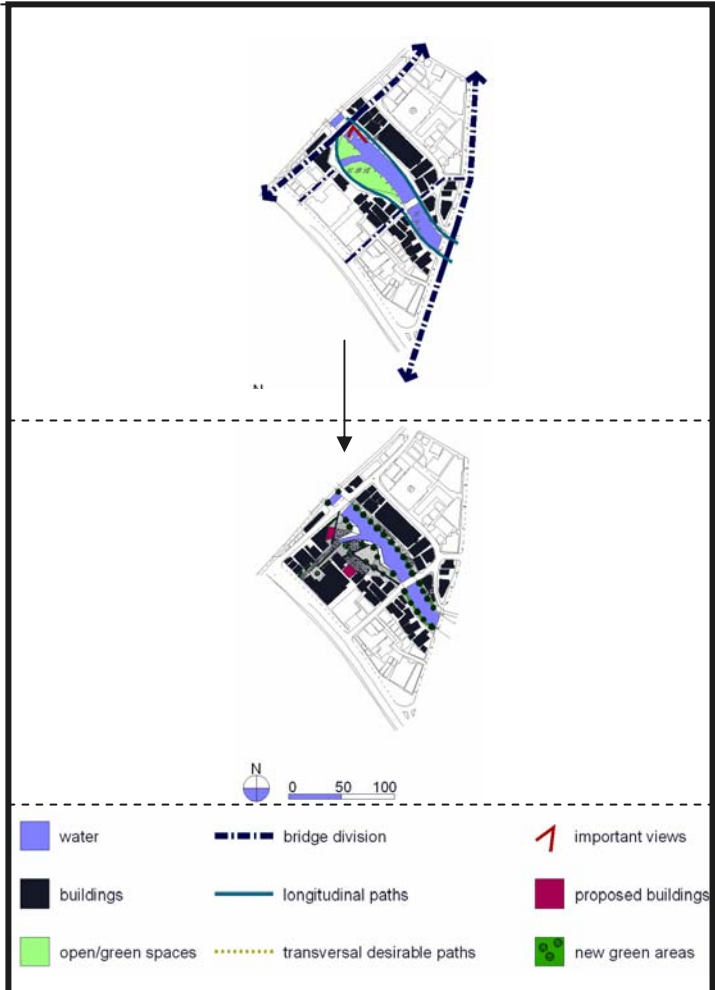 N
0 50 100
water
bridge division
important views
buildings
longitudinal paths
proposed buildings
open/green spaces
transversal desirable paths
new green areas